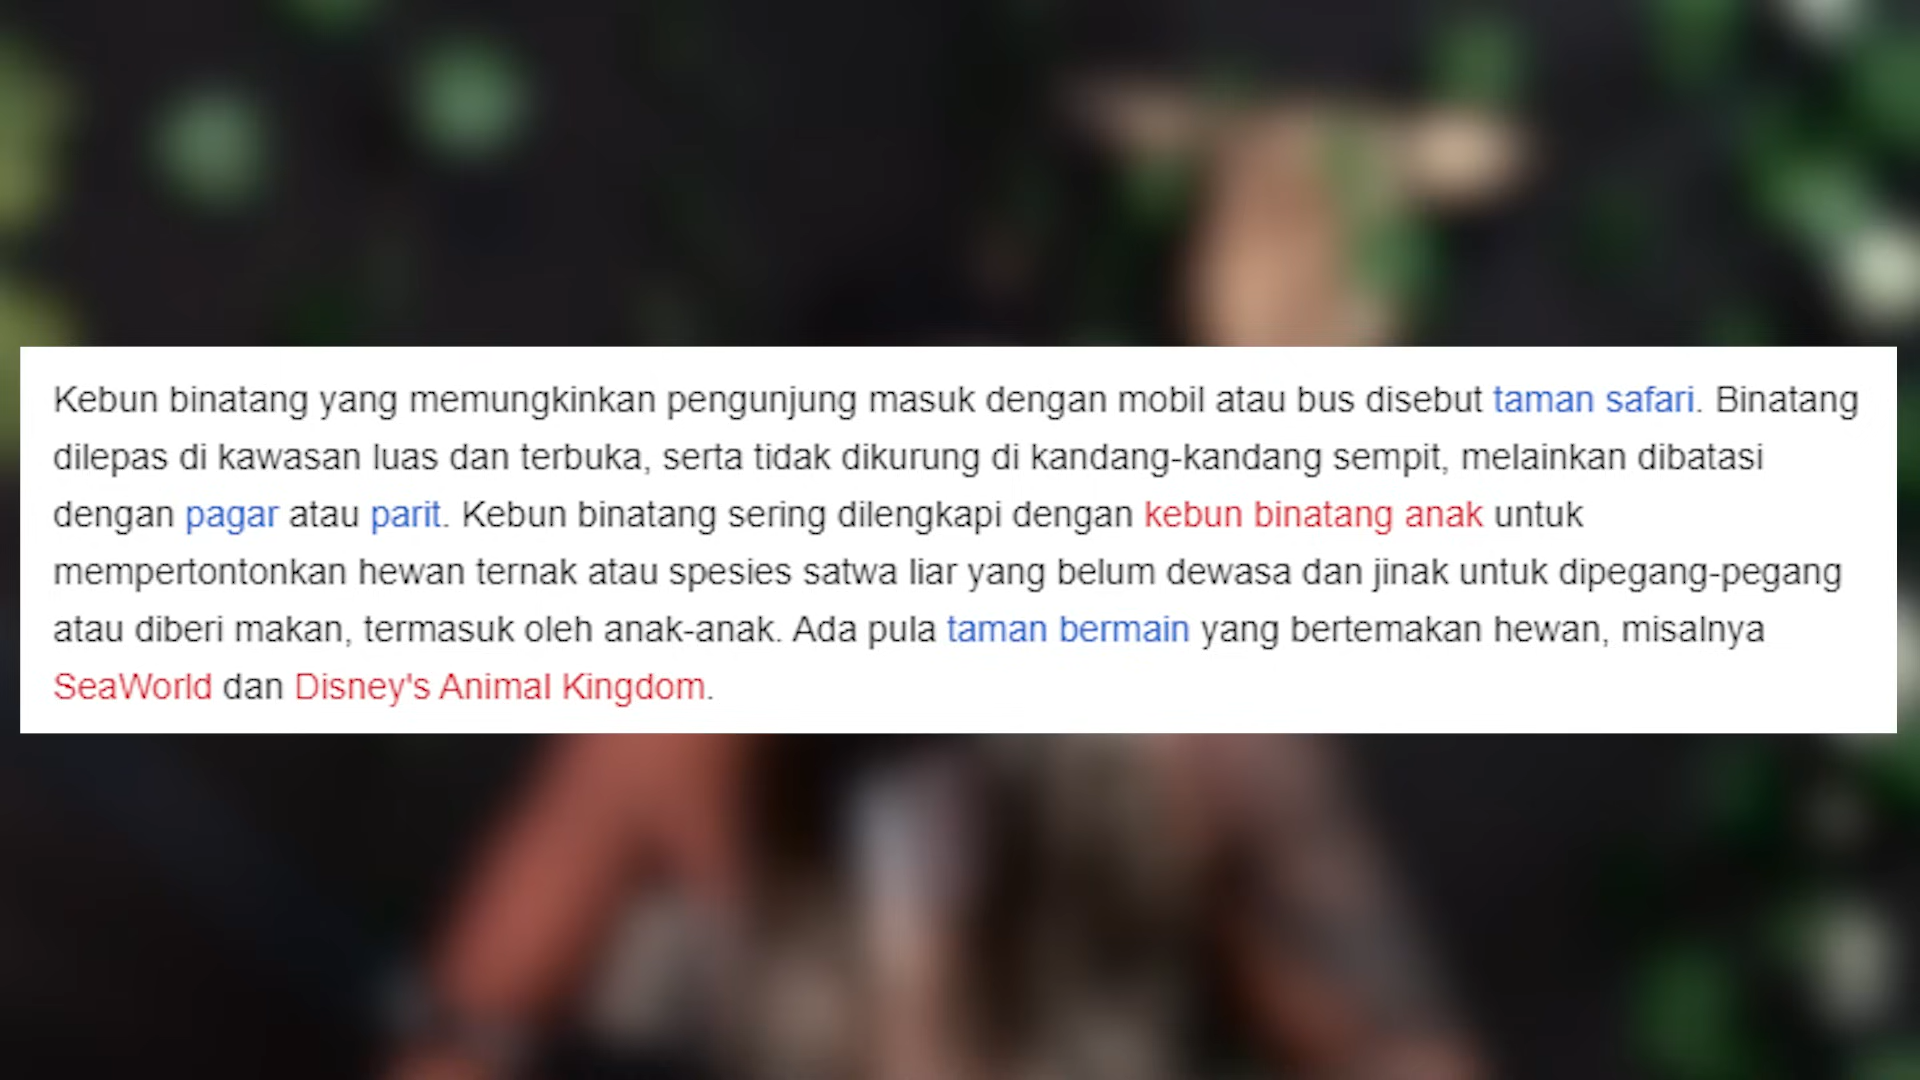 Kebun binatang yang memungkinkan pengunjung masuk dengan mobil atau bus disebut taman safari. Binatang
dilepas di kawasan luas dan terbuka, serta tidak dikurung di kandang-kandang sempit, melainkan dibatasi
dengan pagar atau parit. Kebun binatang sering dilengkapi dengan kebun binatang anak untuk
mempertontonkan hewan ternak atau spesies satwa liar yang belum dewasa dan jinak untuk dipegang-pegang
atau diberi makan, termasuk oleh anak-anak. Ada pula taman bermain yang bertemakan hewan, misalnya
SeaWorld dan Disney's Animal Kingdom.